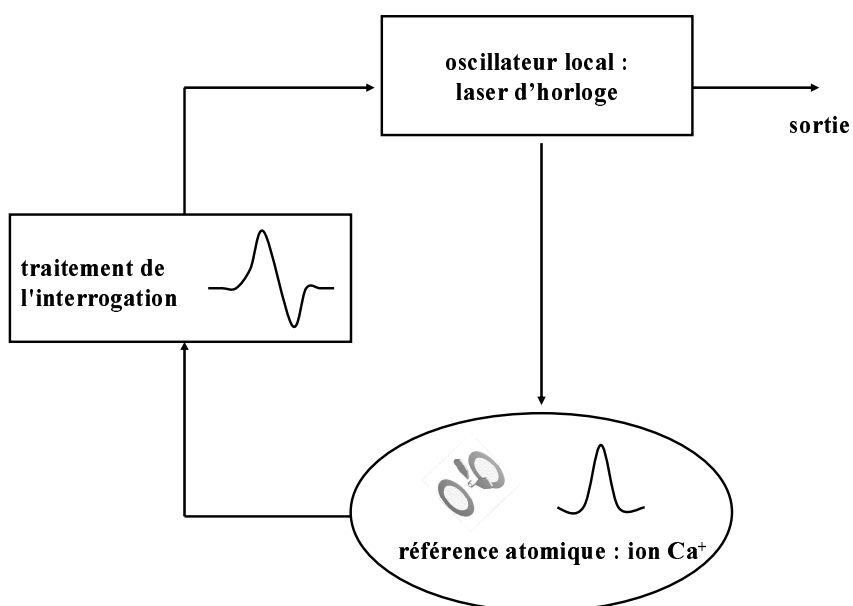 oscillateur local :
laser d’horloge
sortie
traitement de
l'interrogation
référence atomique : ion Ca⁺